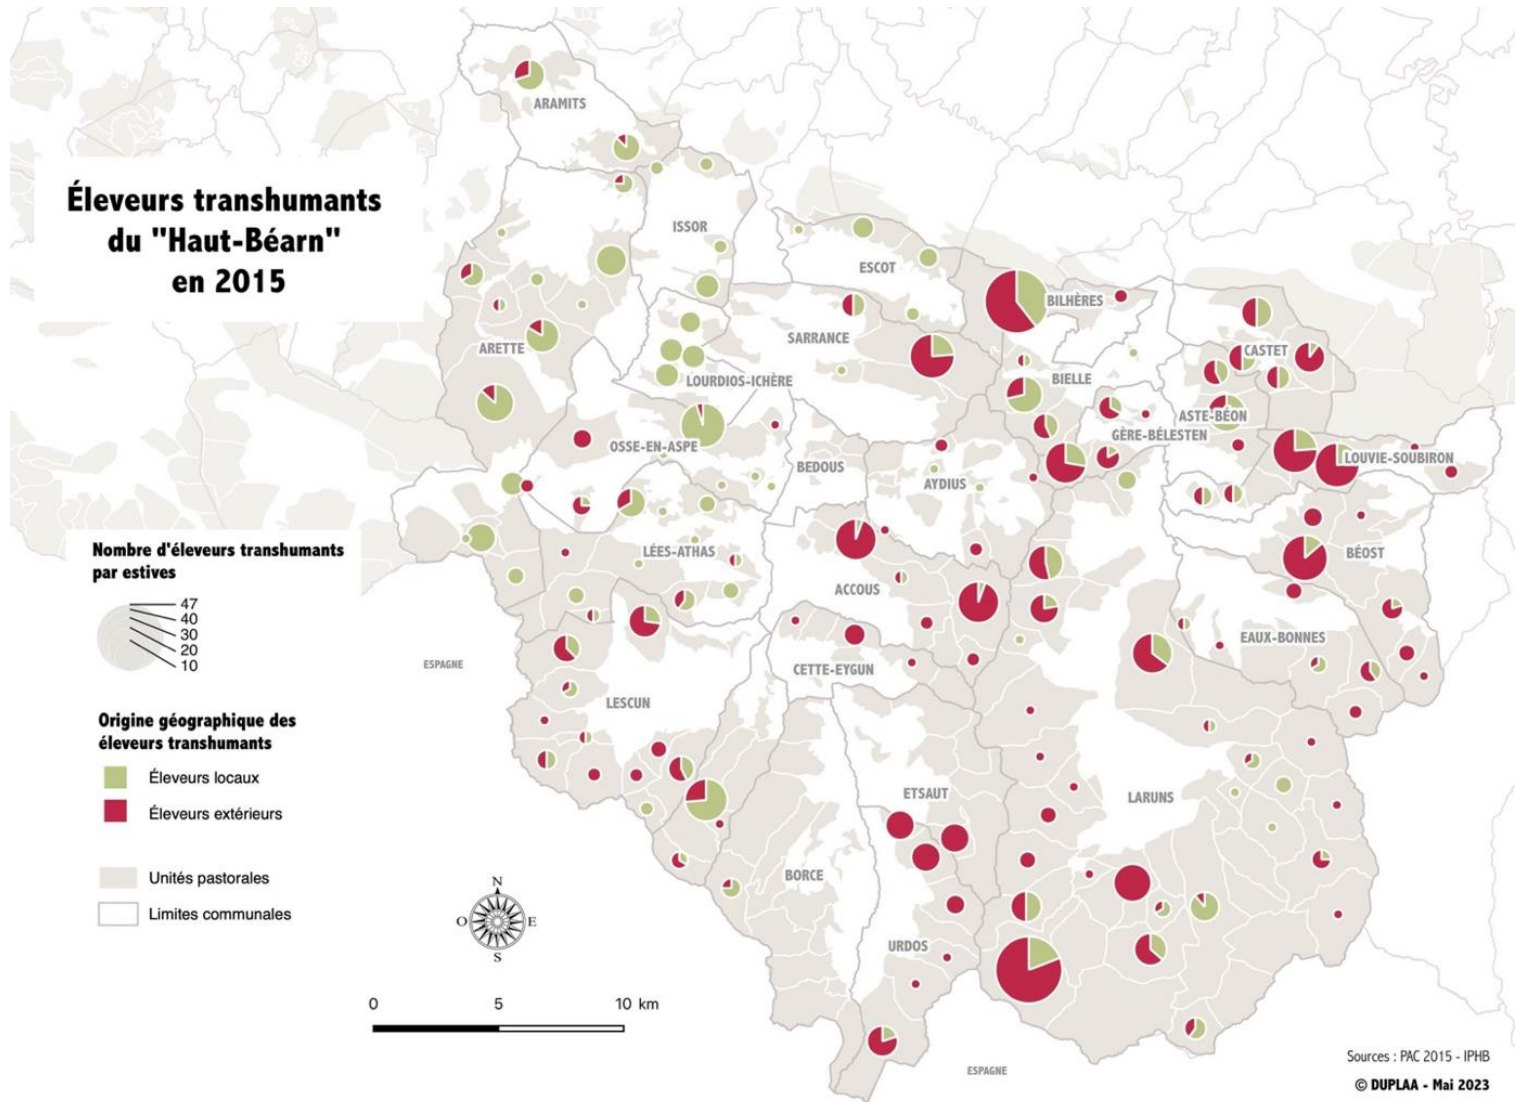 Éleveurs transhumants
du "Haut-Béarn"
en 2015
ARAMITS
ISSOR
ESCOT
BILHÈRES
SARRANCE
CASTET
ARETTE
LOURDIOS-ICHÈRE
BIELLE
ASTE-BÉON
GÈRE-BÉLESTEN
OSSE-EN-ASPE
BEDOUS
AYDIUS
LOUVIE-SOUBIRON
LÉES-ATHAS
BÉOST
ACCOUS
EAUX-BONNES
CETTE-EYGUN
ESPAGNE
LESCUN
ETSAUT
LARUNS
BORCE
URDOS
ESPAGNE
Nombre d'éleveurs transhumants
par estives
47
40
30
20
10
Origine géographique des
éleveurs transhumants
Éleveurs locaux
Éleveurs extérieurs
Unités pastorales
Limites communales
N
O
E
S
0 5 10 km
Sources : PAC 2015 - IPHB
© DUPLAA - Mai 2023